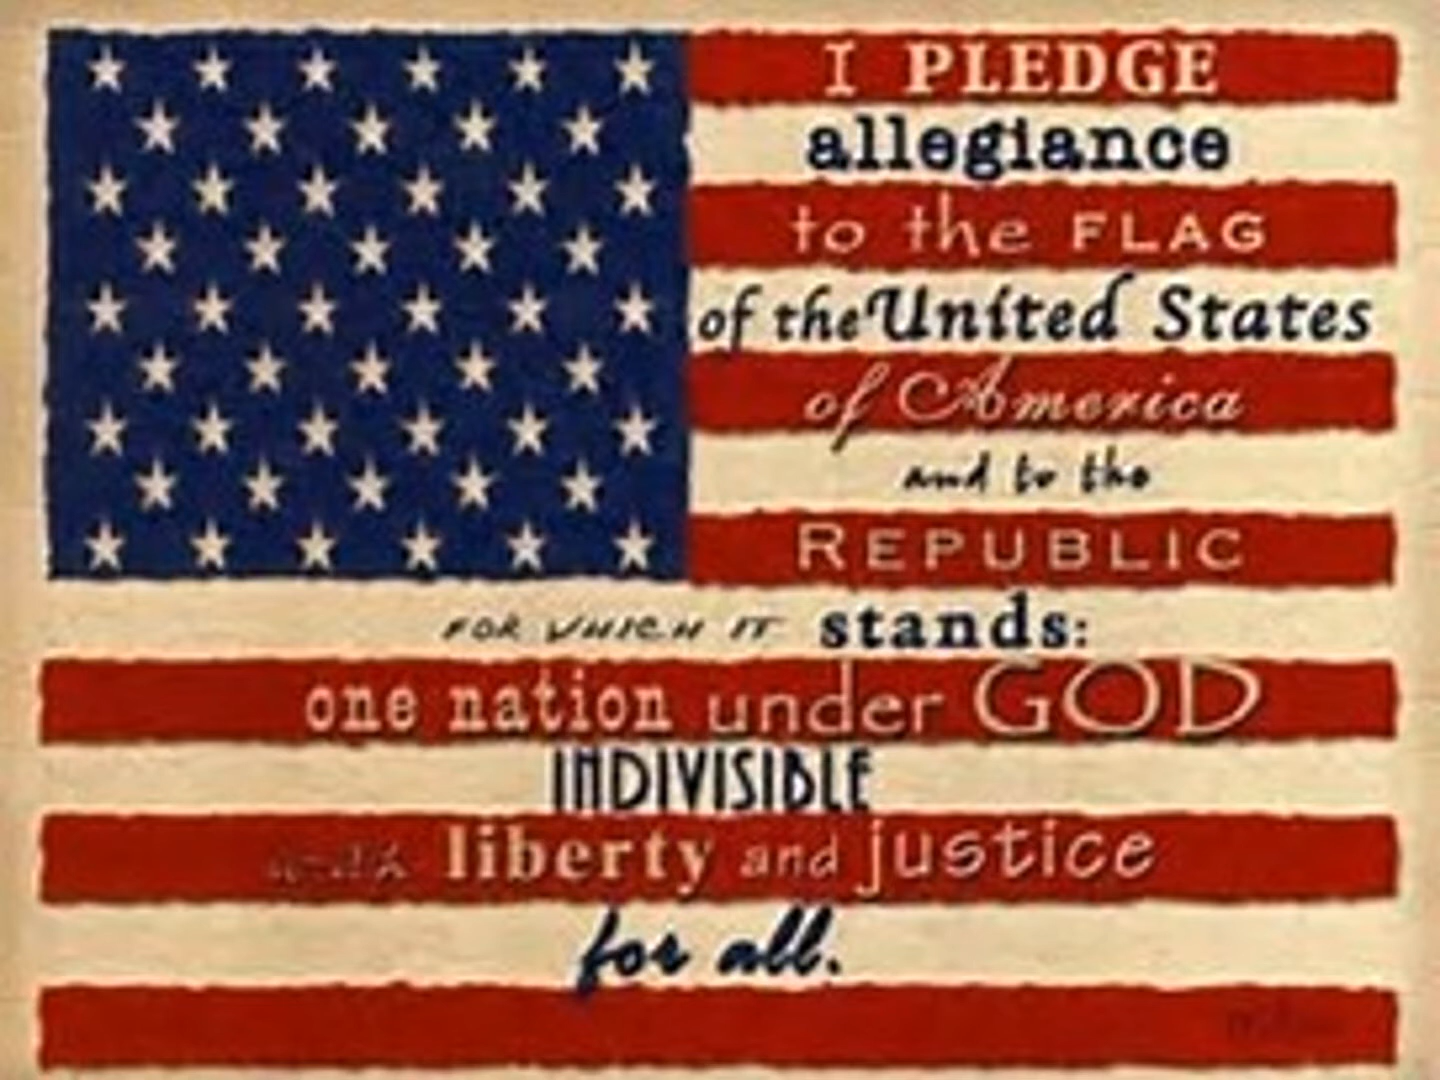 I PLEDGE
allegiance
to the FLAG
of the United States
of America
and to the
REPUBLIC
FOR WHICH IT stands:
one nation under GOD
INDIVISIBLE
with liberty and justice
for all.